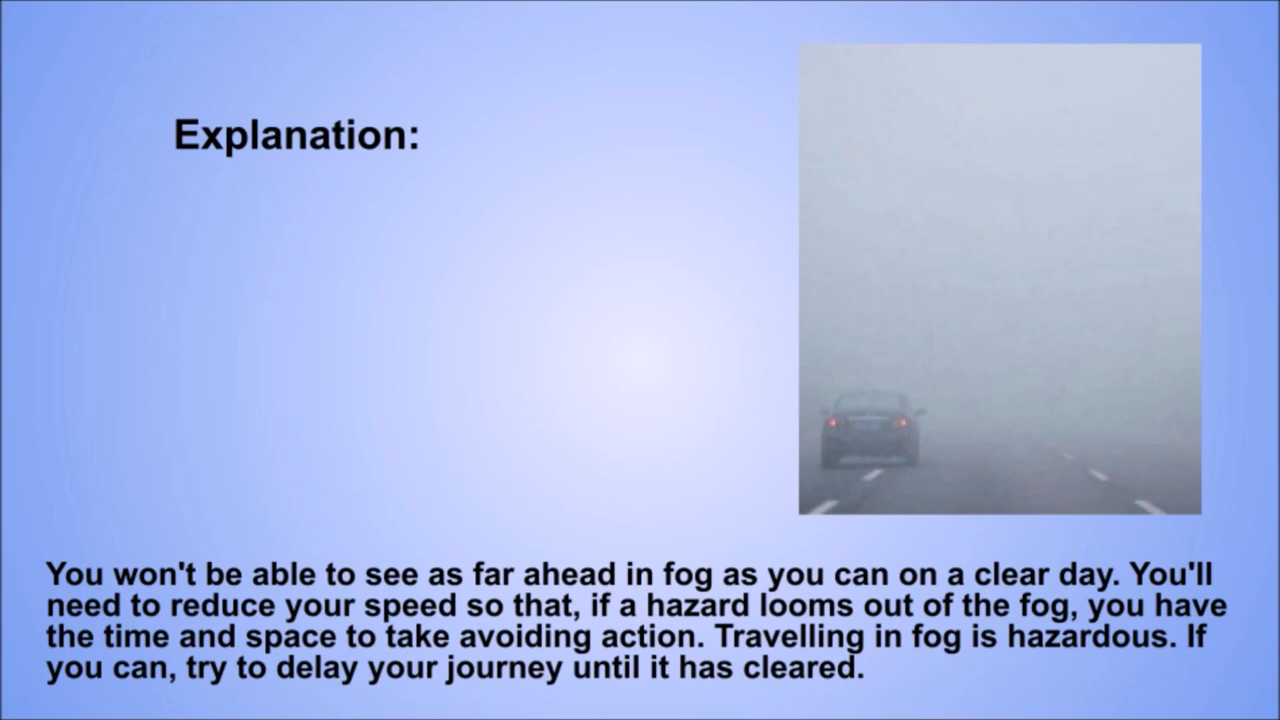 Explanation:
You won't be able to see as far ahead in fog as you can on a clear day. You'll
need to reduce your speed so that, if a hazard looms out of the fog, you have
the time and space to take avoiding action. Travelling in fog is hazardous. If
you can, try to delay your journey until it has cleared.